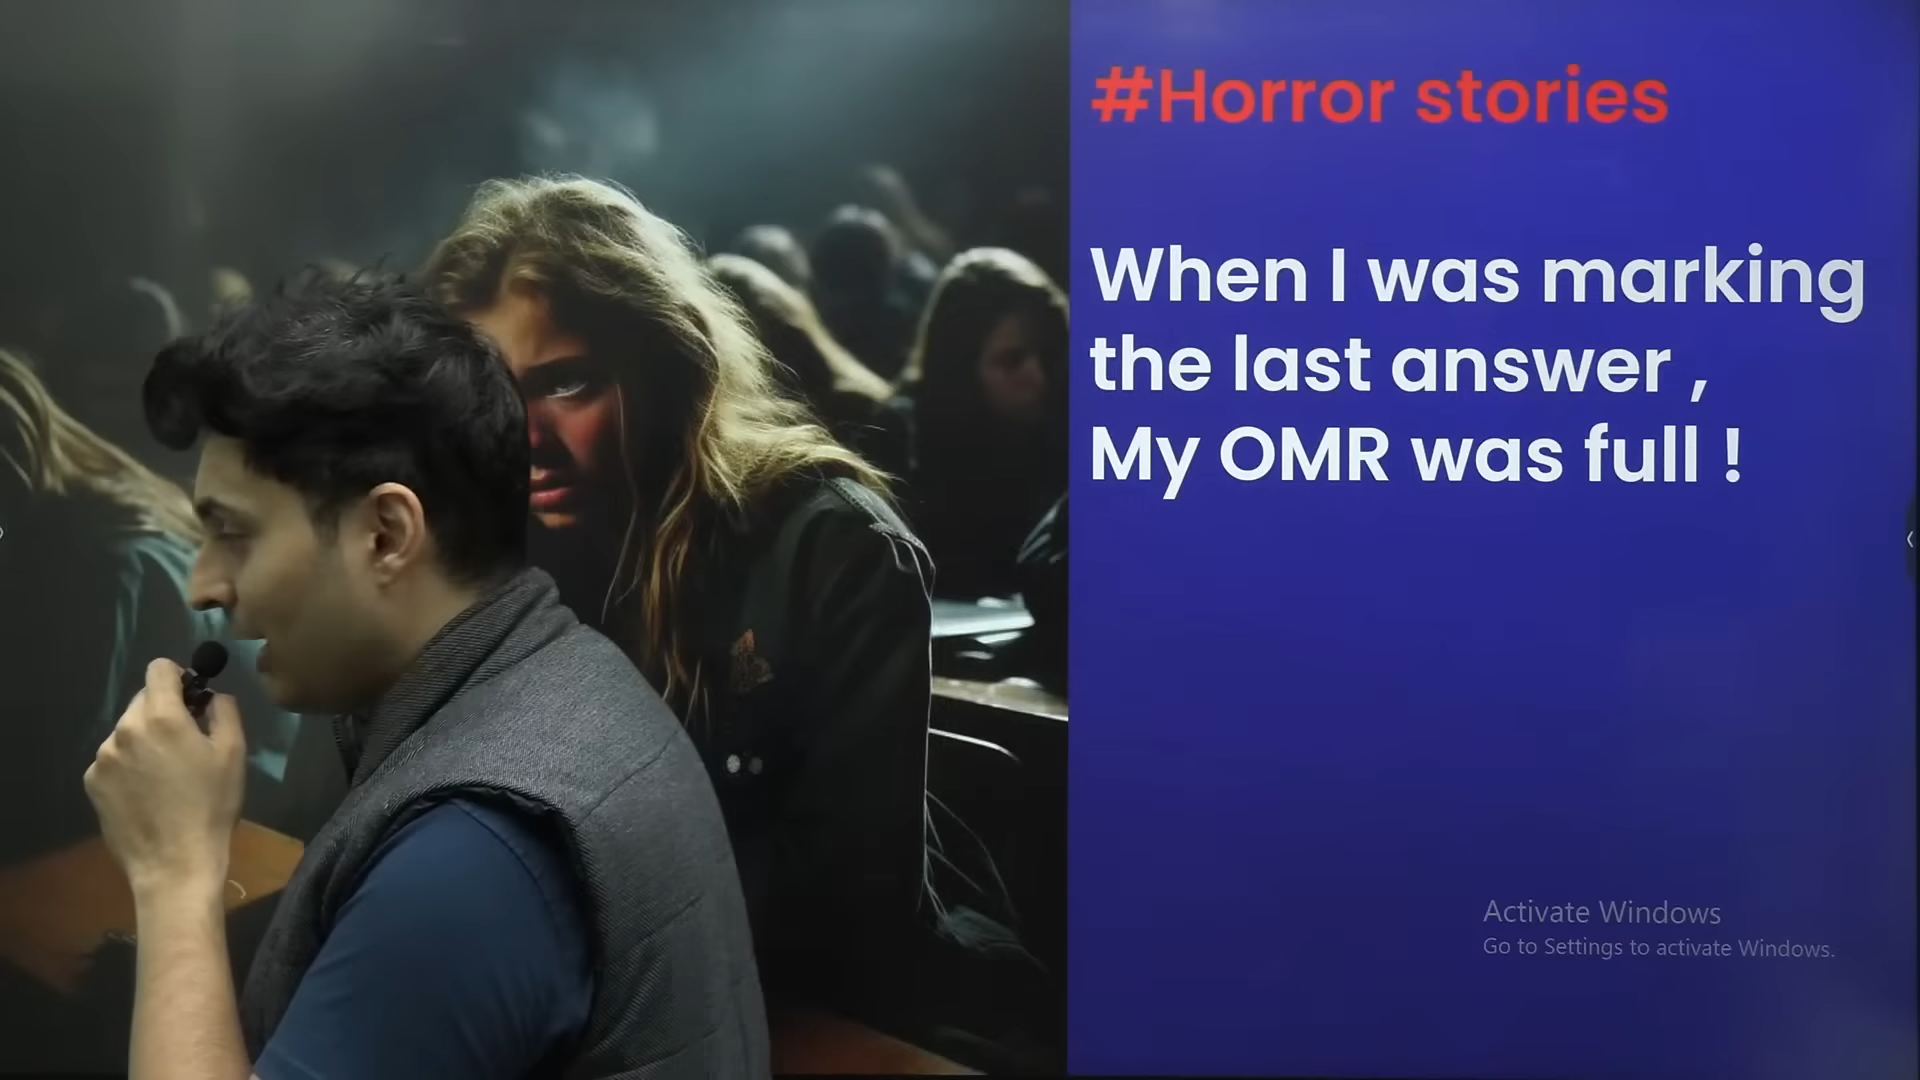 #Horror stories
When I was marking
the last answer ,
My OMR was full !
Activate Windows
Go to Settings to activate Windows.